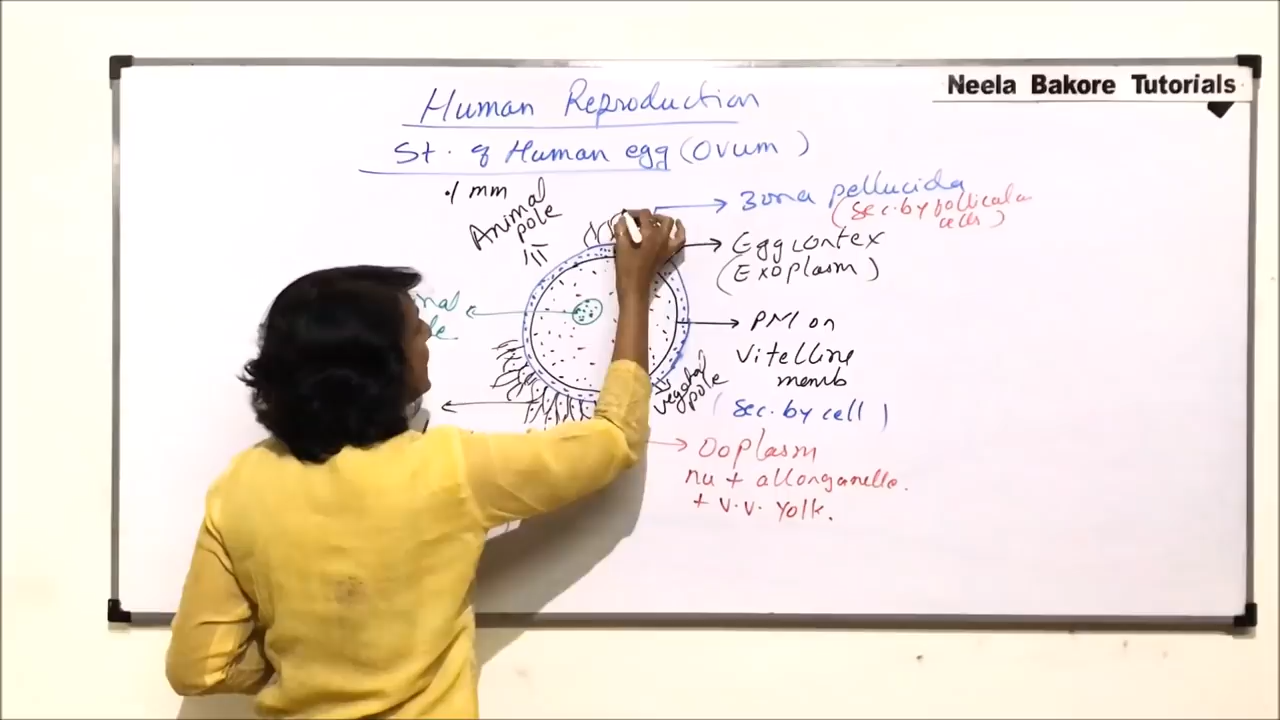 Neela Bakore Tutorials
Human Reproduction
St. of Human egg (Ovum)
.1 mm
Animal
pole
Zona pellucida
(Sec. by follicular
cells)
Egg cortex
(Exoplasm)
PM or
Vitelline
memb
(Sec. by cell)
vegetal
pole
Ooplasm
nu + all organelle.
+ v.v. yolk.